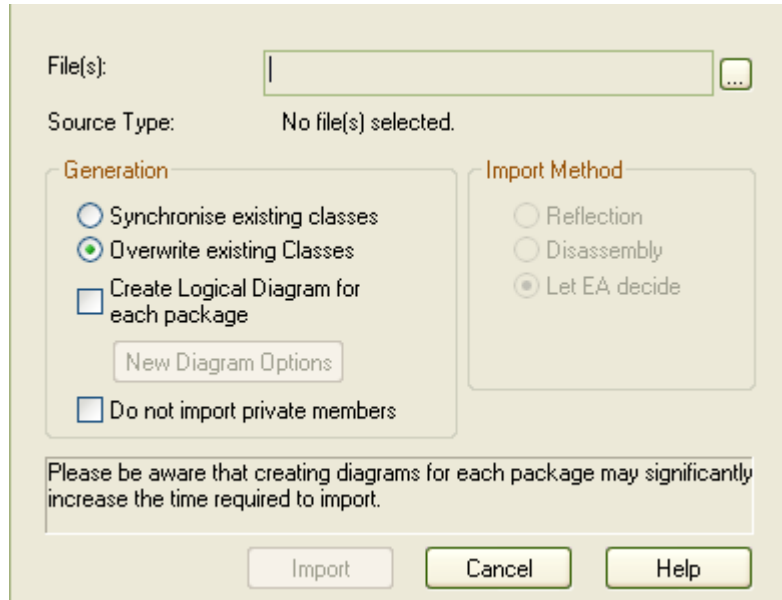 File(s):
...
Source Type: No file(s) selected.
Generation
Synchronise existing classes
Overwrite existing Classes
Create Logical Diagram for
each package
New Diagram Options
Do not import private members
Import Method
Reflection
Disassembly
Let EA decide
Please be aware that creating diagrams for each package may significantly
increase the time required to import.
Import Cancel Help